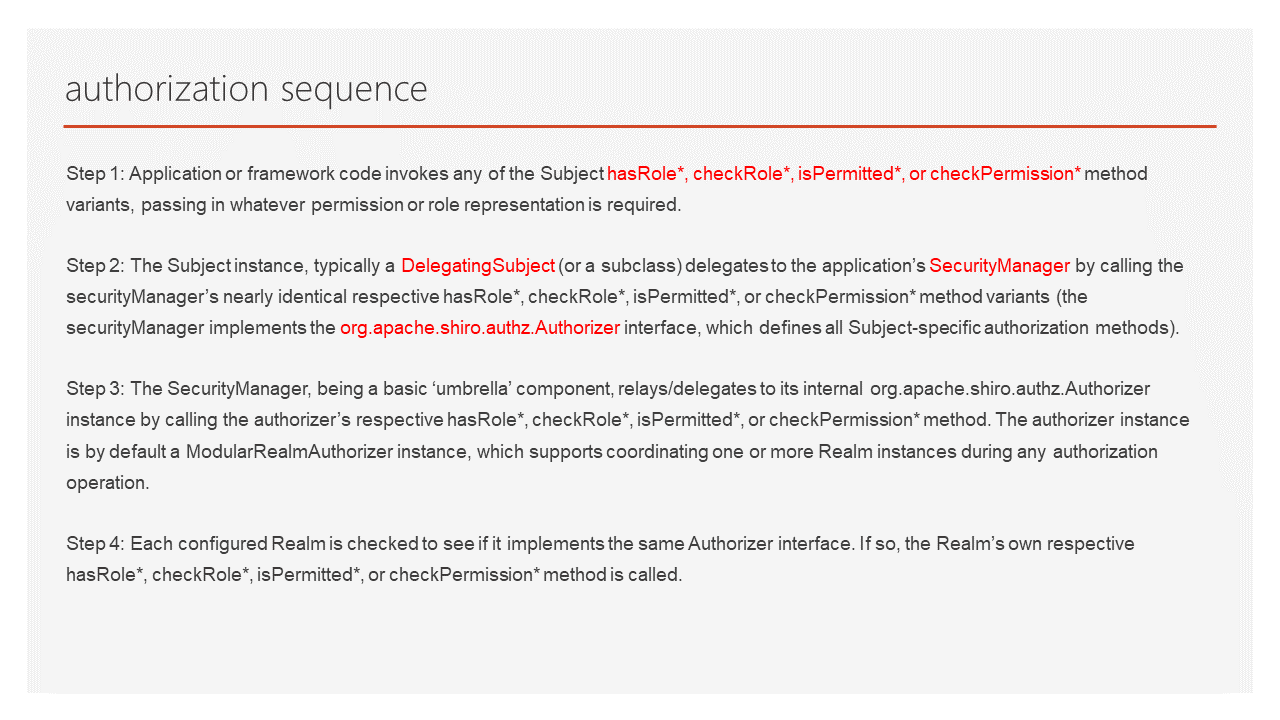 authorization sequence
Step 1: Application or framework code invokes any of the Subject hasRole*, checkRole*, isPermitted*, or checkPermission* method
variants, passing in whatever permission or role representation is required.
Step 2: The Subject instance, typically a DelegatingSubject (or a subclass) delegates to the application’s SecurityManager by calling the
securityManager’s nearly identical respective hasRole*, checkRole*, isPermitted*, or checkPermission* method variants (the
securityManager implements the org.apache.shiro.authz.Authorizer interface, which defines all Subject-specific authorization methods).
Step 3: The SecurityManager, being a basic ‘umbrella’ component, relays/delegates to its internal org.apache.shiro.authz.Authorizer
instance by calling the authorizer’s respective hasRole*, checkRole*, isPermitted*, or checkPermission* method. The authorizer instance
is by default a ModularRealmAuthorizer instance, which supports coordinating one or more Realm instances during any authorization
operation.
Step 4: Each configured Realm is checked to see if it implements the same Authorizer interface. If so, the Realm’s own respective
hasRole*, checkRole*, isPermitted*, or checkPermission* method is called.